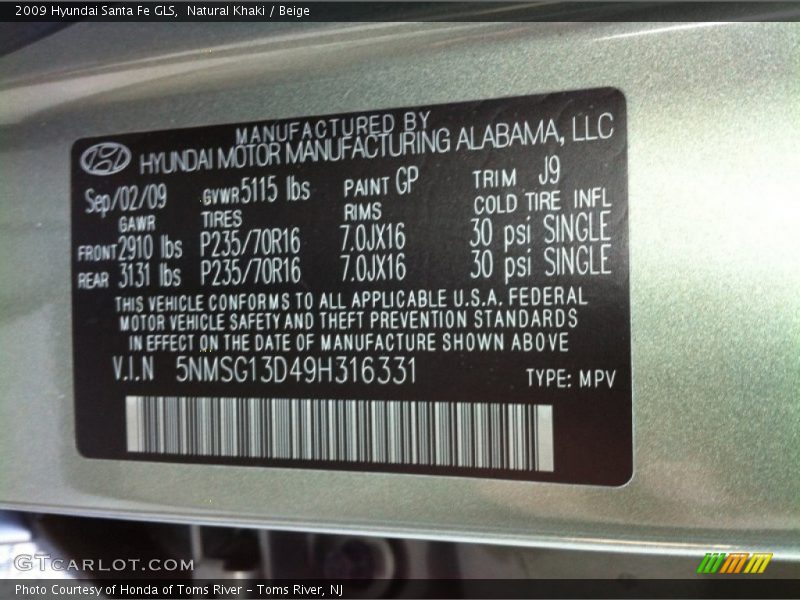 2009 Hyundai Santa Fe GLS,  Natural Khaki / Beige
MANUFACTURED BY
HYUNDAI MOTOR MANUFACTURING ALABAMA, LLC
Sep/02/09 GVWR 5115 lbs PAINT GP TRIM J9
GAWR TIRES RIMS COLD TIRE INFL
FRONT 2910 lbs P235/70R16 7.0JX16 30 psi SINGLE
REAR 3131 lbs P235/70R16 7.0JX16 30 psi SINGLE
THIS VEHICLE CONFORMS TO ALL APPLICABLE U.S.A. FEDERAL
MOTOR VEHICLE SAFETY AND THEFT PREVENTION STANDARDS
IN EFFECT ON THE DATE OF MANUFACTURE SHOWN ABOVE
V.I.N 5NMSG13D49H316331 TYPE: MPV
GTCARLOT.COM
Photo Courtesy of Honda of Toms River - Toms River, NJ